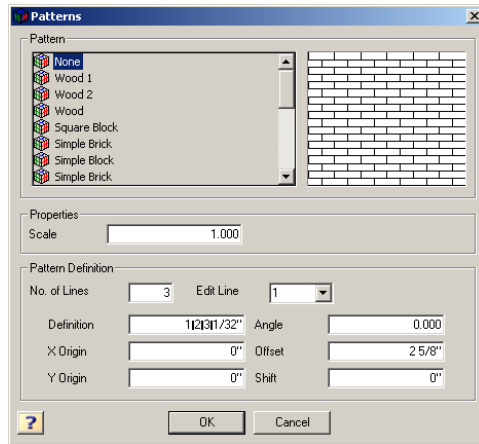 Patterns
Pattern
None
Wood 1
Wood 2
Wood
Square Block
Simple Brick
Simple Block
Simple Brick
Properties
Scale 1.000
Pattern Definition
No. of Lines 3 Edit Line 1
Definition 1|2|3|1/32" Angle 0.000
X Origin 0" Offset 2 5/8"
Y Origin 0" Shift 0"
? OK Cancel